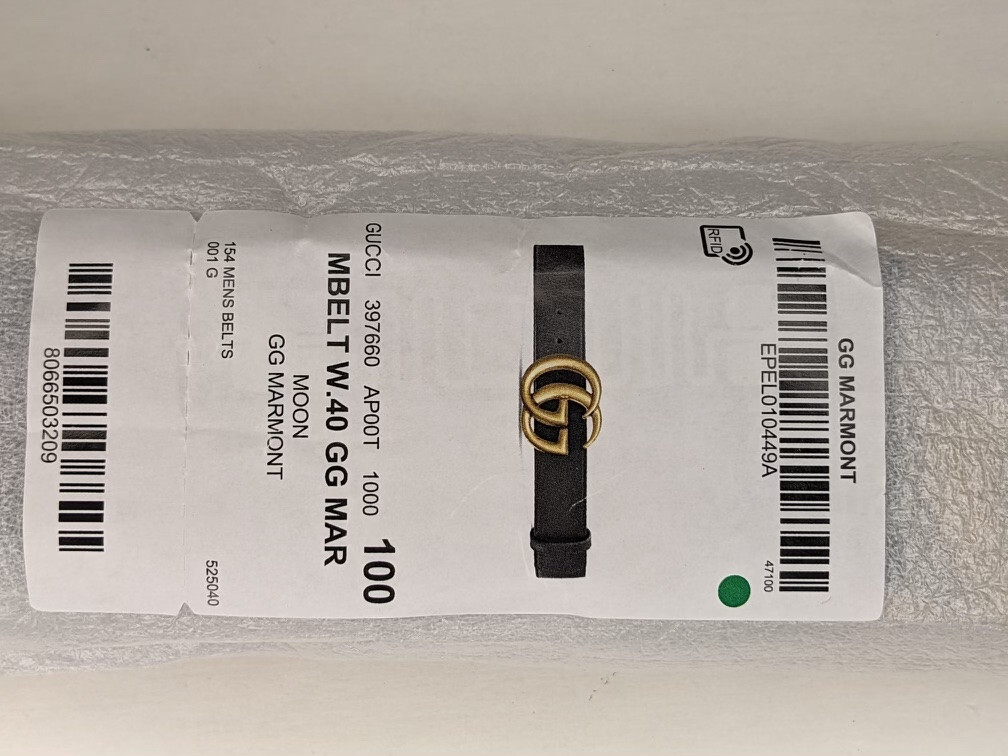 GG MARMONT
EPEL010449A
47100
RFID
GUCCI 397660 AP00T 1000 100
MBELT W.40 GG MAR
MOON
GG MARMONT
154 MENS BELTS
001 G
525040
8066503209